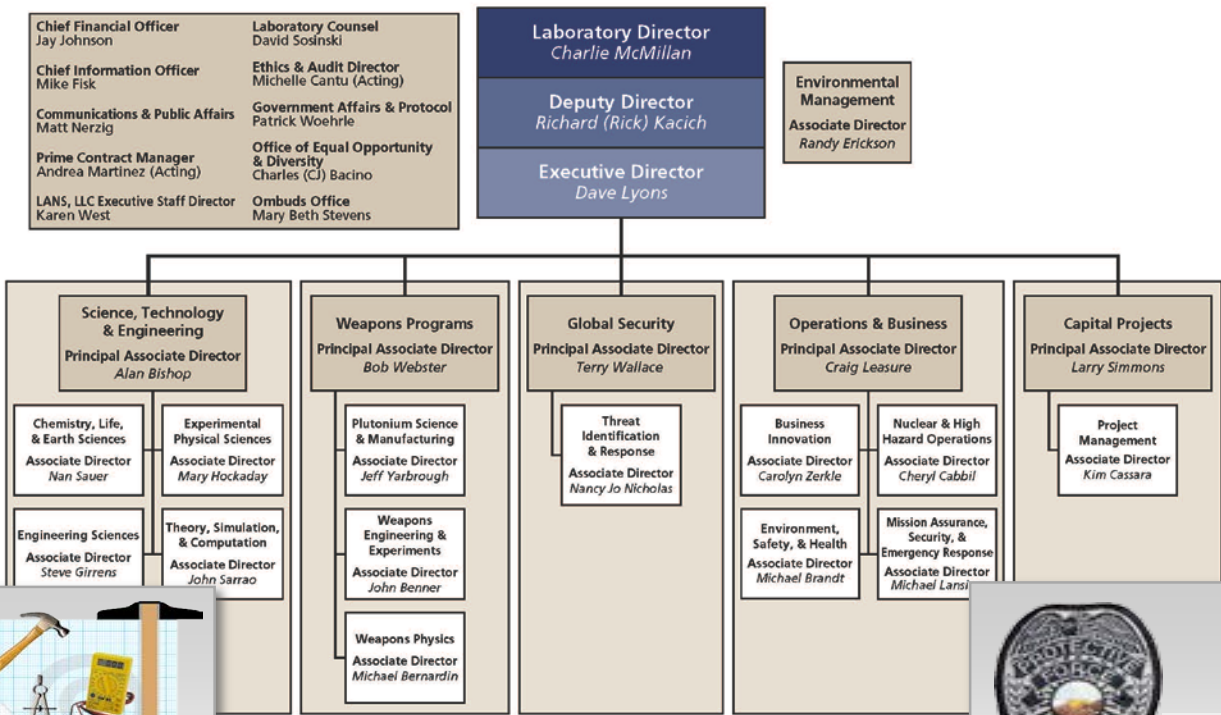 Chief Financial Officer
Jay Johnson
Chief Information Officer
Mike Fisk
Communications & Public Affairs
Matt Nerzig
Prime Contract Manager
Andrea Martinez (Acting)
LANS, LLC Executive Staff Director
Karen West
Laboratory Counsel
David Sosinski
Ethics & Audit Director
Michelle Cantu (Acting)
Government Affairs & Protocol
Patrick Woehrle
Office of Equal Opportunity
& Diversity
Charles (CJ) Bacino
Ombuds Office
Mary Beth Stevens
Laboratory Director
Charlie McMillan
Deputy Director
Richard (Rick) Kacich
Executive Director
Dave Lyons
Environmental
Management
Associate Director
Randy Erickson
Science, Technology
& Engineering
Principal Associate Director
Alan Bishop
Chemistry, Life,
& Earth Sciences
Associate Director
Nan Sauer
Experimental
Physical Sciences
Associate Director
Mary Hockaday
Engineering Sciences
Associate Director
Steve Girrens
Theory, Simulation,
& Computation
Associate Director
John Sarrao
Weapons Programs
Principal Associate Director
Bob Webster
Plutonium Science
& Manufacturing
Associate Director
Jeff Yarbrough
Weapons
Engineering &
Experiments
Associate Director
John Benner
Weapons Physics
Associate Director
Michael Bernardin
Global Security
Principal Associate Director
Terry Wallace
Threat
Identification
& Response
Associate Director
Nancy Jo Nicholas
Operations & Business
Principal Associate Director
Craig Leasure
Business
Innovation
Associate Director
Carolyn Zerkle
Nuclear & High
Hazard Operations
Associate Director
Cheryl Cabbil
Environment,
Safety, & Health
Associate Director
Michael Brandt
Mission Assurance,
Security, &
Emergency Response
Associate Director
Michael
Capital Projects
Principal Associate Director
Larry Simmons
Project
Management
Associate Director
Kim Cassara
PROTECTIVE
FORCE